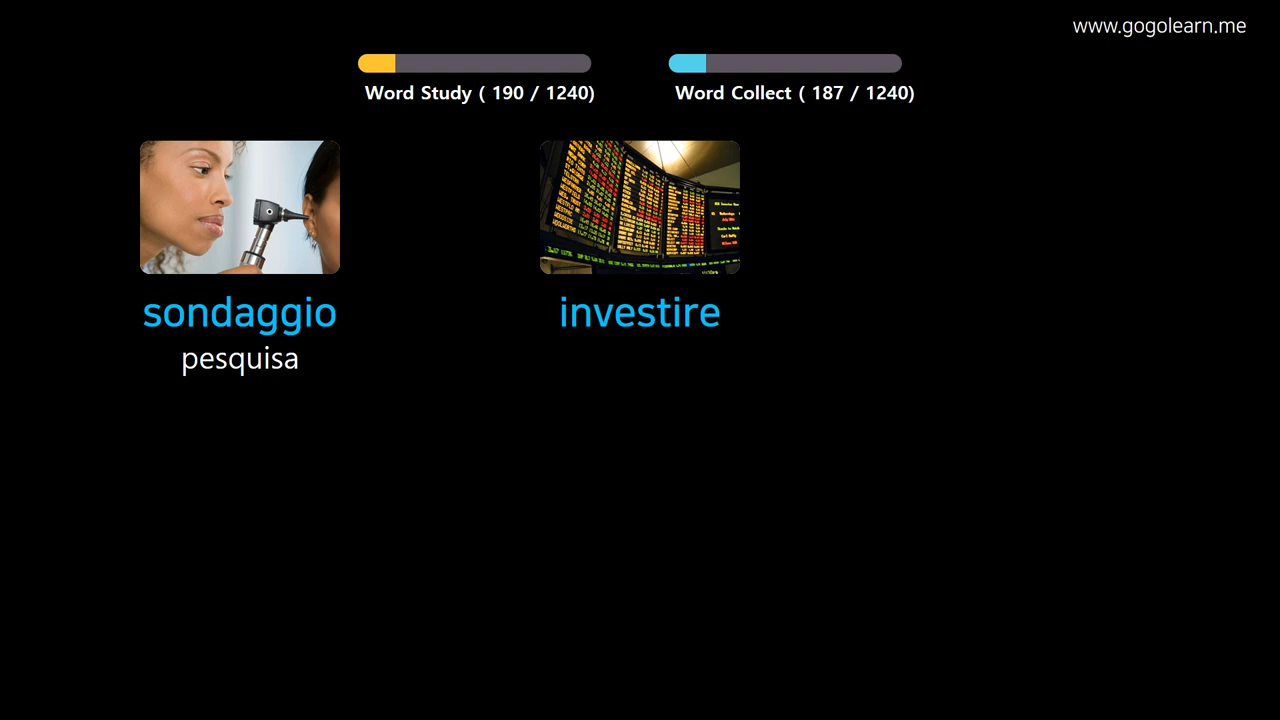 www.gogolearn.me
Word Study ( 190 / 1240)
Word Collect ( 187 / 1240)
sondaggio
investire
pesquisa